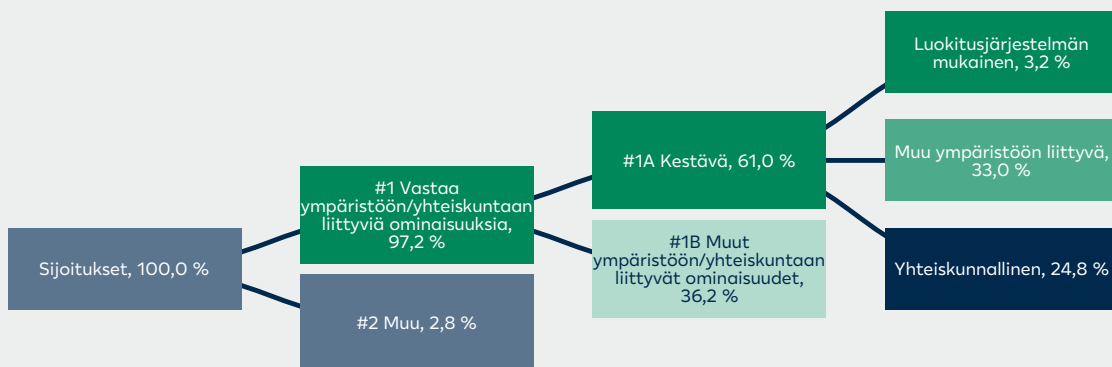 Sijoitukset, 100,0 %
#1 Vastaa
ympäristöön/yhteiskuntaan
liittyviä ominaisuuksia,
97,2 %
#2 Muu, 2,8 %
#1A Kestävä, 61,0 %
#1B Muut
ympäristöön/yhteiskuntaan
liittyvät ominaisuudet,
36,2 %
Luokitusjärjestelmän
mukainen, 3,2 %
Muu ympäristöön liittyvä,
33,0 %
Yhteiskunnallinen, 24,8 %